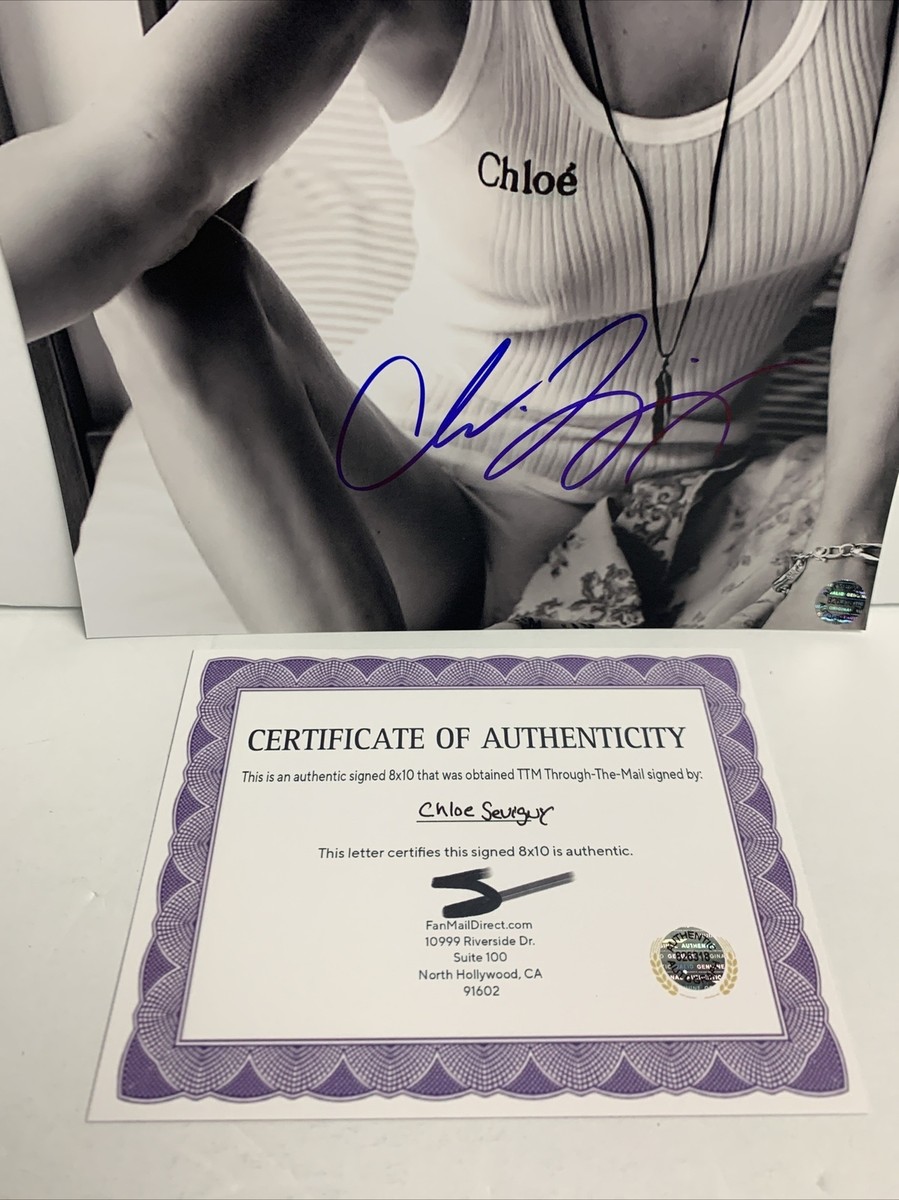 Chloé
CERTIFICATE OF AUTHENTICITY
This is an authentic signed 8x10 that was obtained TTM Through-The-Mail signed by:
Chloe Sevigny
This letter certifies this signed 8x10 is authentic.
FanMailDirect.com
10999 Riverside Dr.
Suite 100
North Hollywood, CA
91602
AUTHENTIC
GENUINE